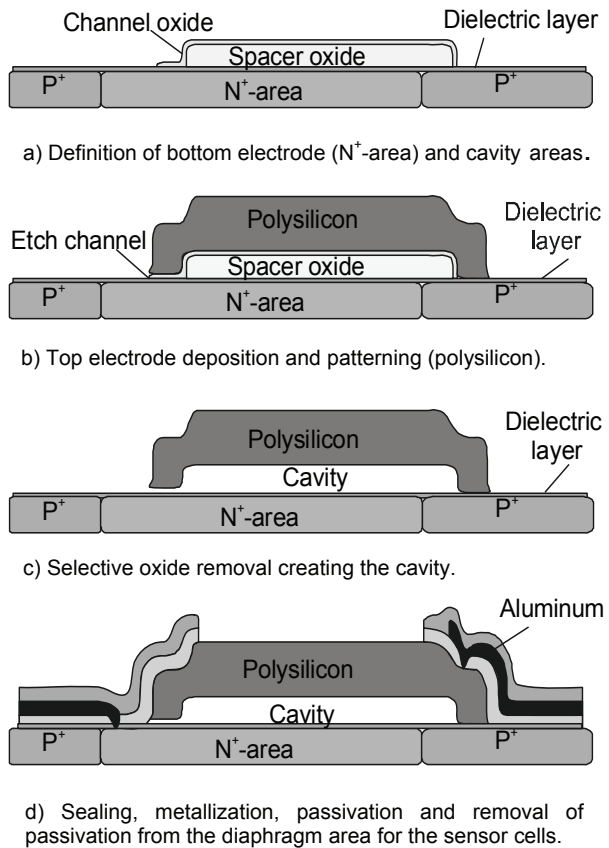 Channel oxide
Dielectric layer
Spacer oxide
P⁺
N⁺-area
P⁺
a) Definition of bottom electrode (N⁺-area) and cavity areas.
Polysilicon
Dielectric
layer
Etch channel
Spacer oxide
P⁺
N⁺-area
P⁺
b) Top electrode deposition and patterning (polysilicon).
Polysilicon
Dielectric
layer
Cavity
P⁺
N⁺-area
P⁺
c) Selective oxide removal creating the cavity.
Aluminum
Polysilicon
Cavity
P⁺
N⁺-area
P⁺
d) Sealing, metallization, passivation and removal of
passivation from the diaphragm area for the sensor cells.